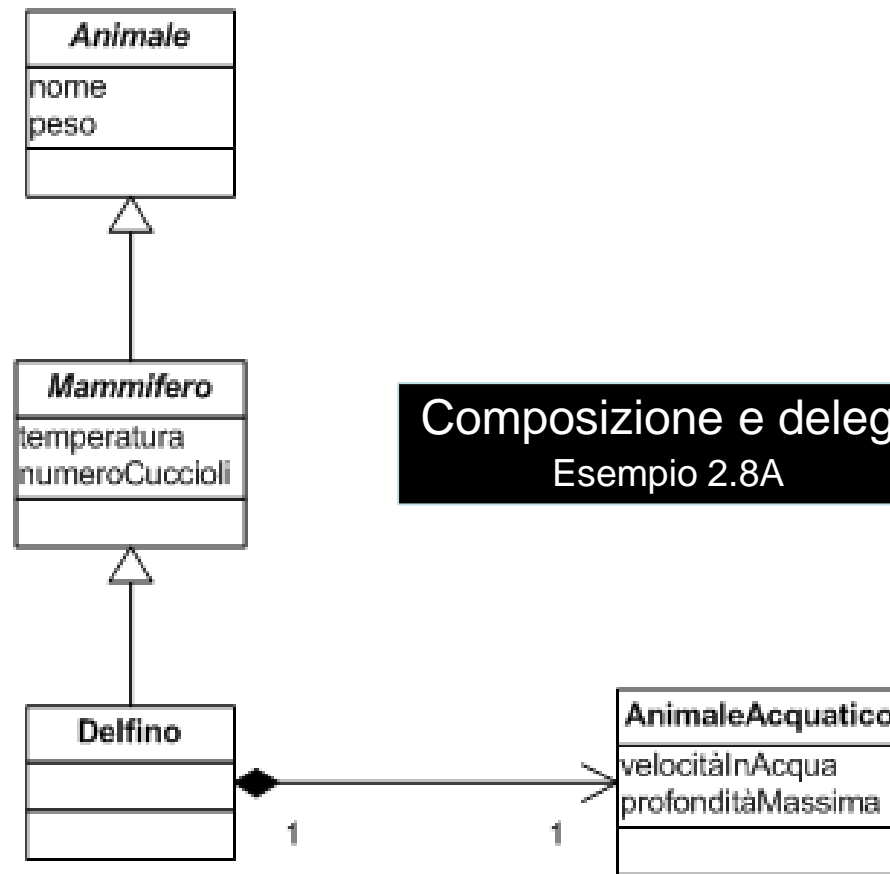 Animale
nome
peso
Mammifero
temperatura
numeroCuccioli
Composizione e deleg
Esempio 2.8A
Delfino
AnimaleAcquatico
velocitàInAcqua
profonditàMassima
1
1